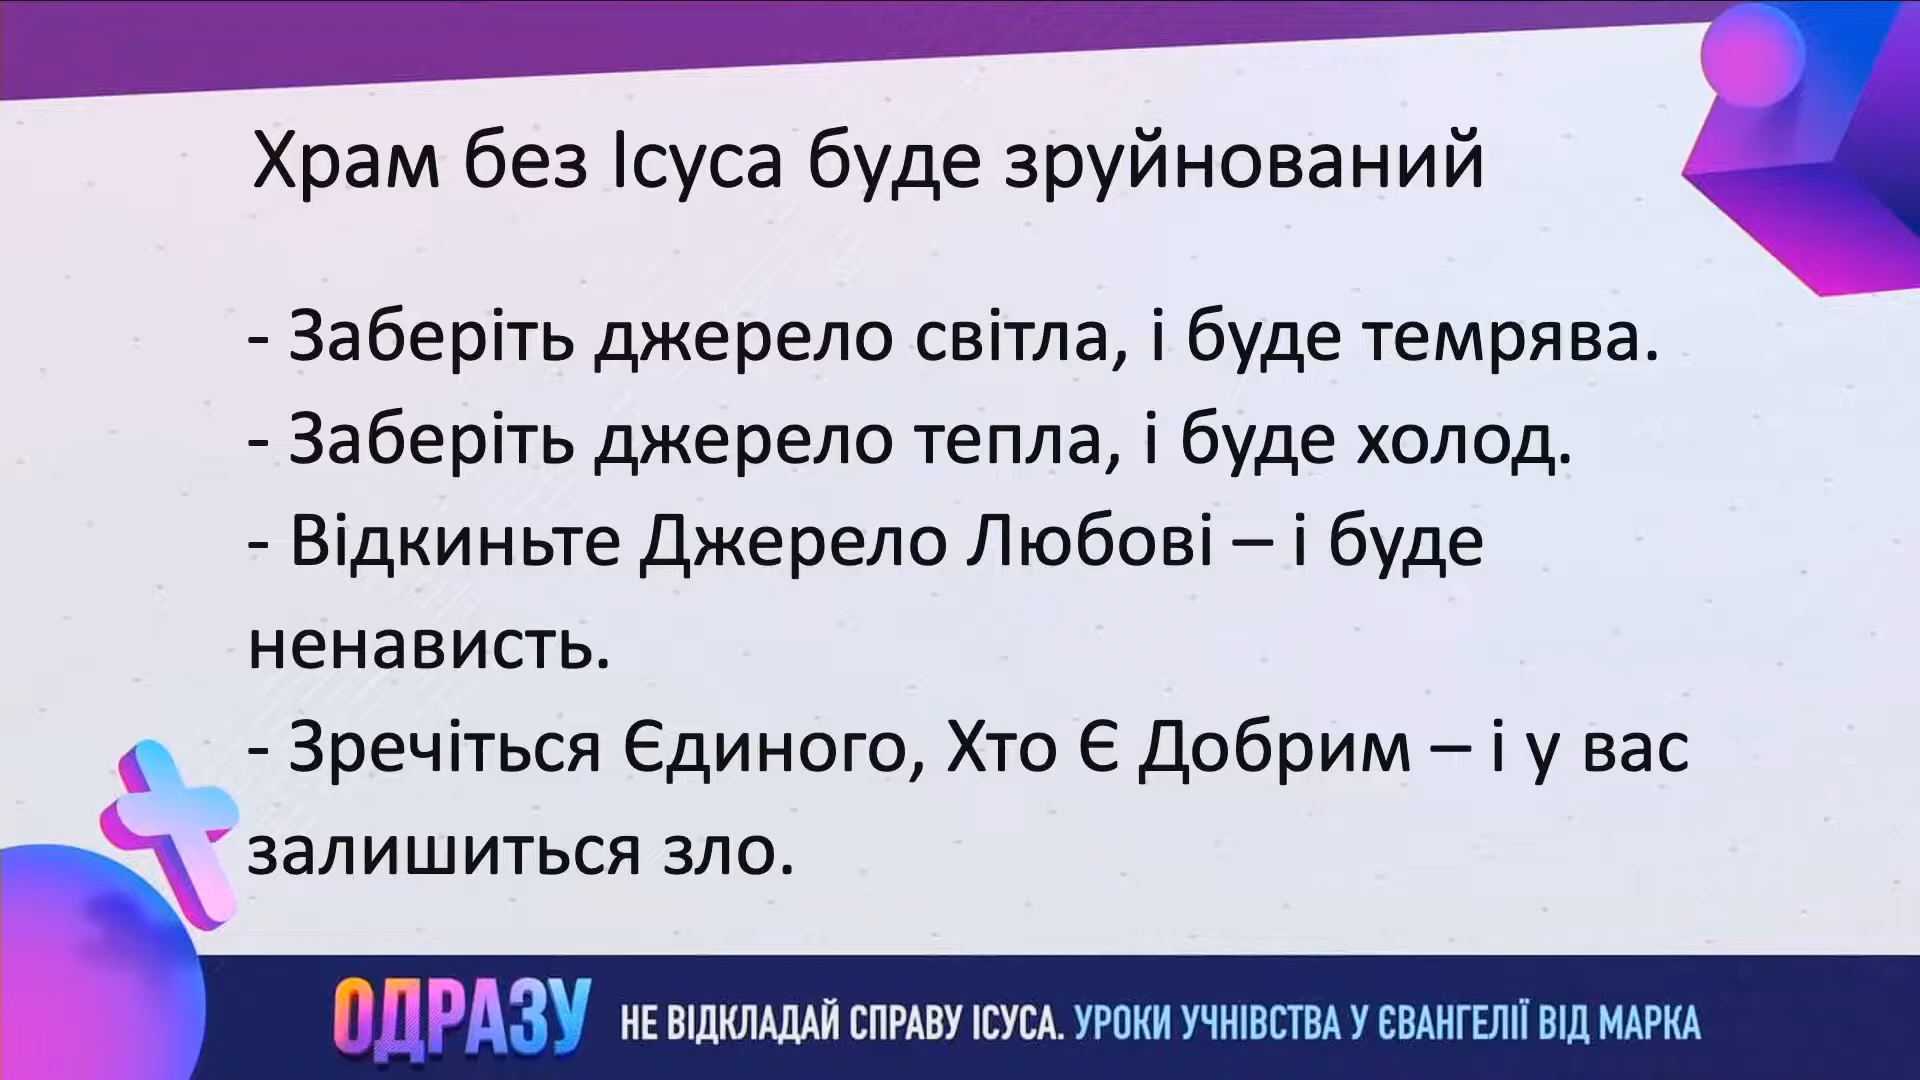 Храм без Ісуса буде зруйнований
- Заберіть джерело світла, і буде темрява.
- Заберіть джерело тепла, і буде холод.
- Відкиньте Джерело Любові – і буде
ненависть.
- Зречіться Єдиного, Хто Є Добрим – і у вас
залишиться зло.
ОДРАЗУ НЕ ВІДКЛАДАЙ СПРАВУ ІСУСА. УРОКИ УЧНІВСТВА У ЄВАНГЕЛІЇ ВІД МАРКА